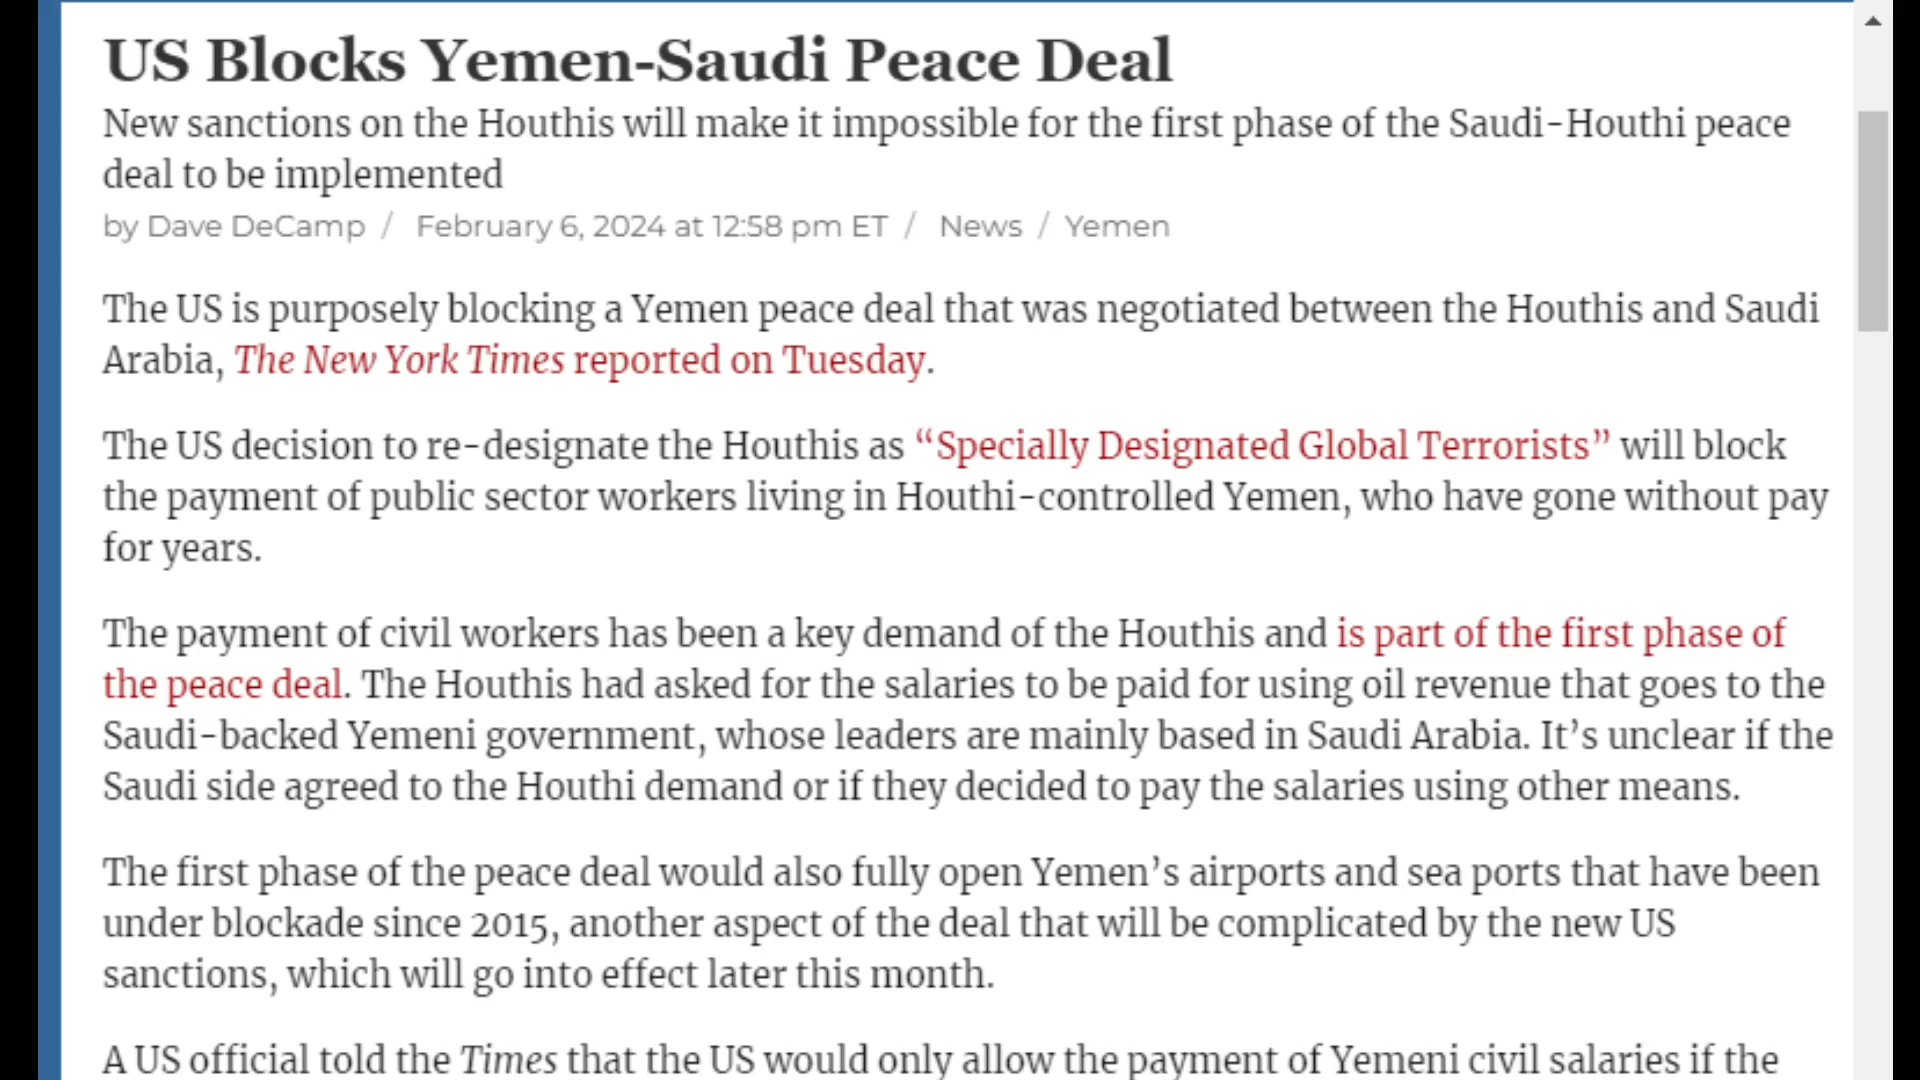 US Blocks Yemen-Saudi Peace Deal
New sanctions on the Houthis will make it impossible for the first phase of the Saudi-Houthi peace
deal to be implemented
by Dave DeCamp / February 6, 2024 at 12:58 pm ET / News / Yemen
The US is purposely blocking a Yemen peace deal that was negotiated between the Houthis and Saudi
Arabia, The New York Times reported on Tuesday.
The US decision to re-designate the Houthis as “Specially Designated Global Terrorists” will block
the payment of public sector workers living in Houthi-controlled Yemen, who have gone without pay
for years.
The payment of civil workers has been a key demand of the Houthis and is part of the first phase of
the peace deal. The Houthis had asked for the salaries to be paid for using oil revenue that goes to the
Saudi-backed Yemeni government, whose leaders are mainly based in Saudi Arabia. It’s unclear if the
Saudi side agreed to the Houthi demand or if they decided to pay the salaries using other means.
The first phase of the peace deal would also fully open Yemen’s airports and sea ports that have been
under blockade since 2015, another aspect of the deal that will be complicated by the new US
sanctions, which will go into effect later this month.
A US official told the Times that the US would only allow the payment of Yemeni civil salaries if the